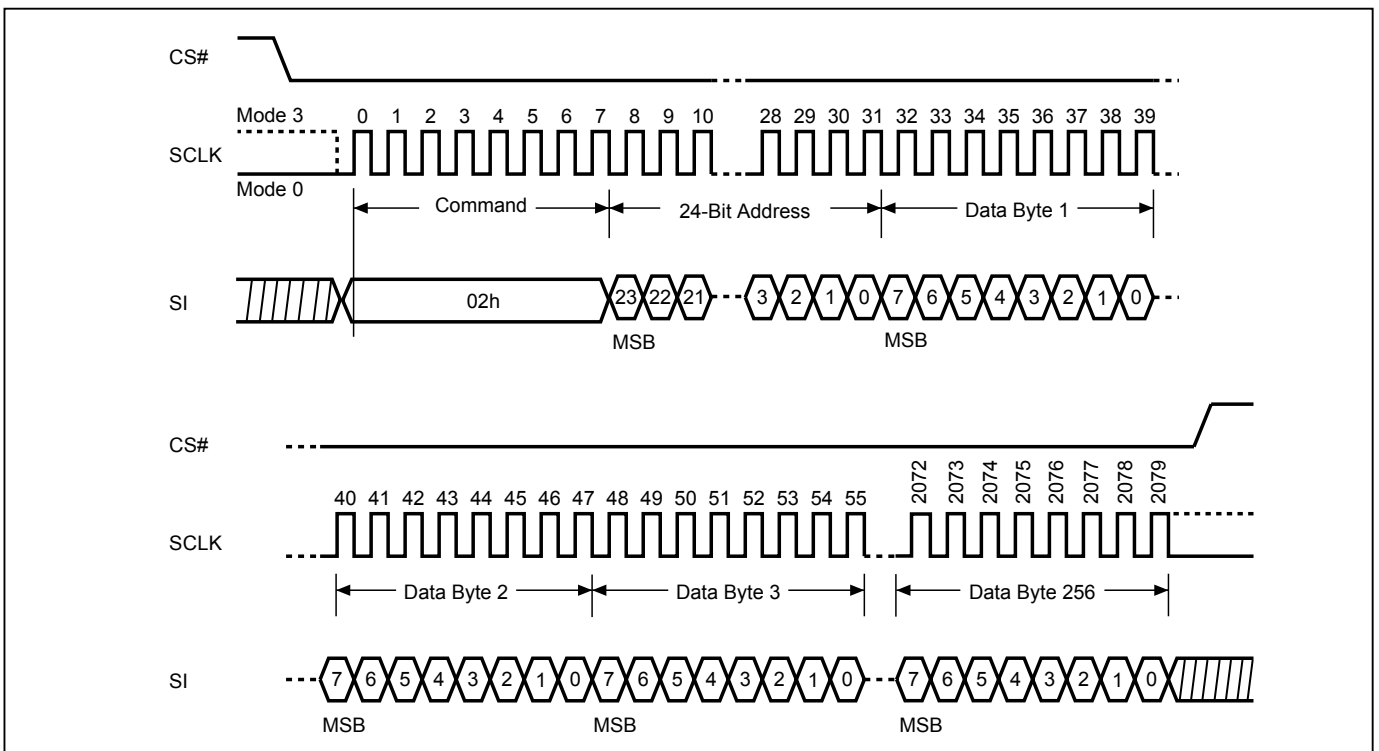 CS#
Mode 3 0 1 2 3 4 5 6 7 8 9 10 28 29 30 31 32 33 34 35 36 37 38 39
SCLK
Mode 0
Command 24-Bit Address Data Byte 1
SI 02h 23 22 21 3 2 1 0 7 6 5 4 3 2 1 0
MSB MSB
CS#
40 41 42 43 44 45 46 47 48 49 50 51 52 53 54 55 2072 2073 2074 2075 2076 2077 2078 2079
SCLK
Data Byte 2 Data Byte 3 Data Byte 256
SI 7 6 5 4 3 2 1 0 7 6 5 4 3 2 1 0 7 6 5 4 3 2 1 0
MSB MSB MSB